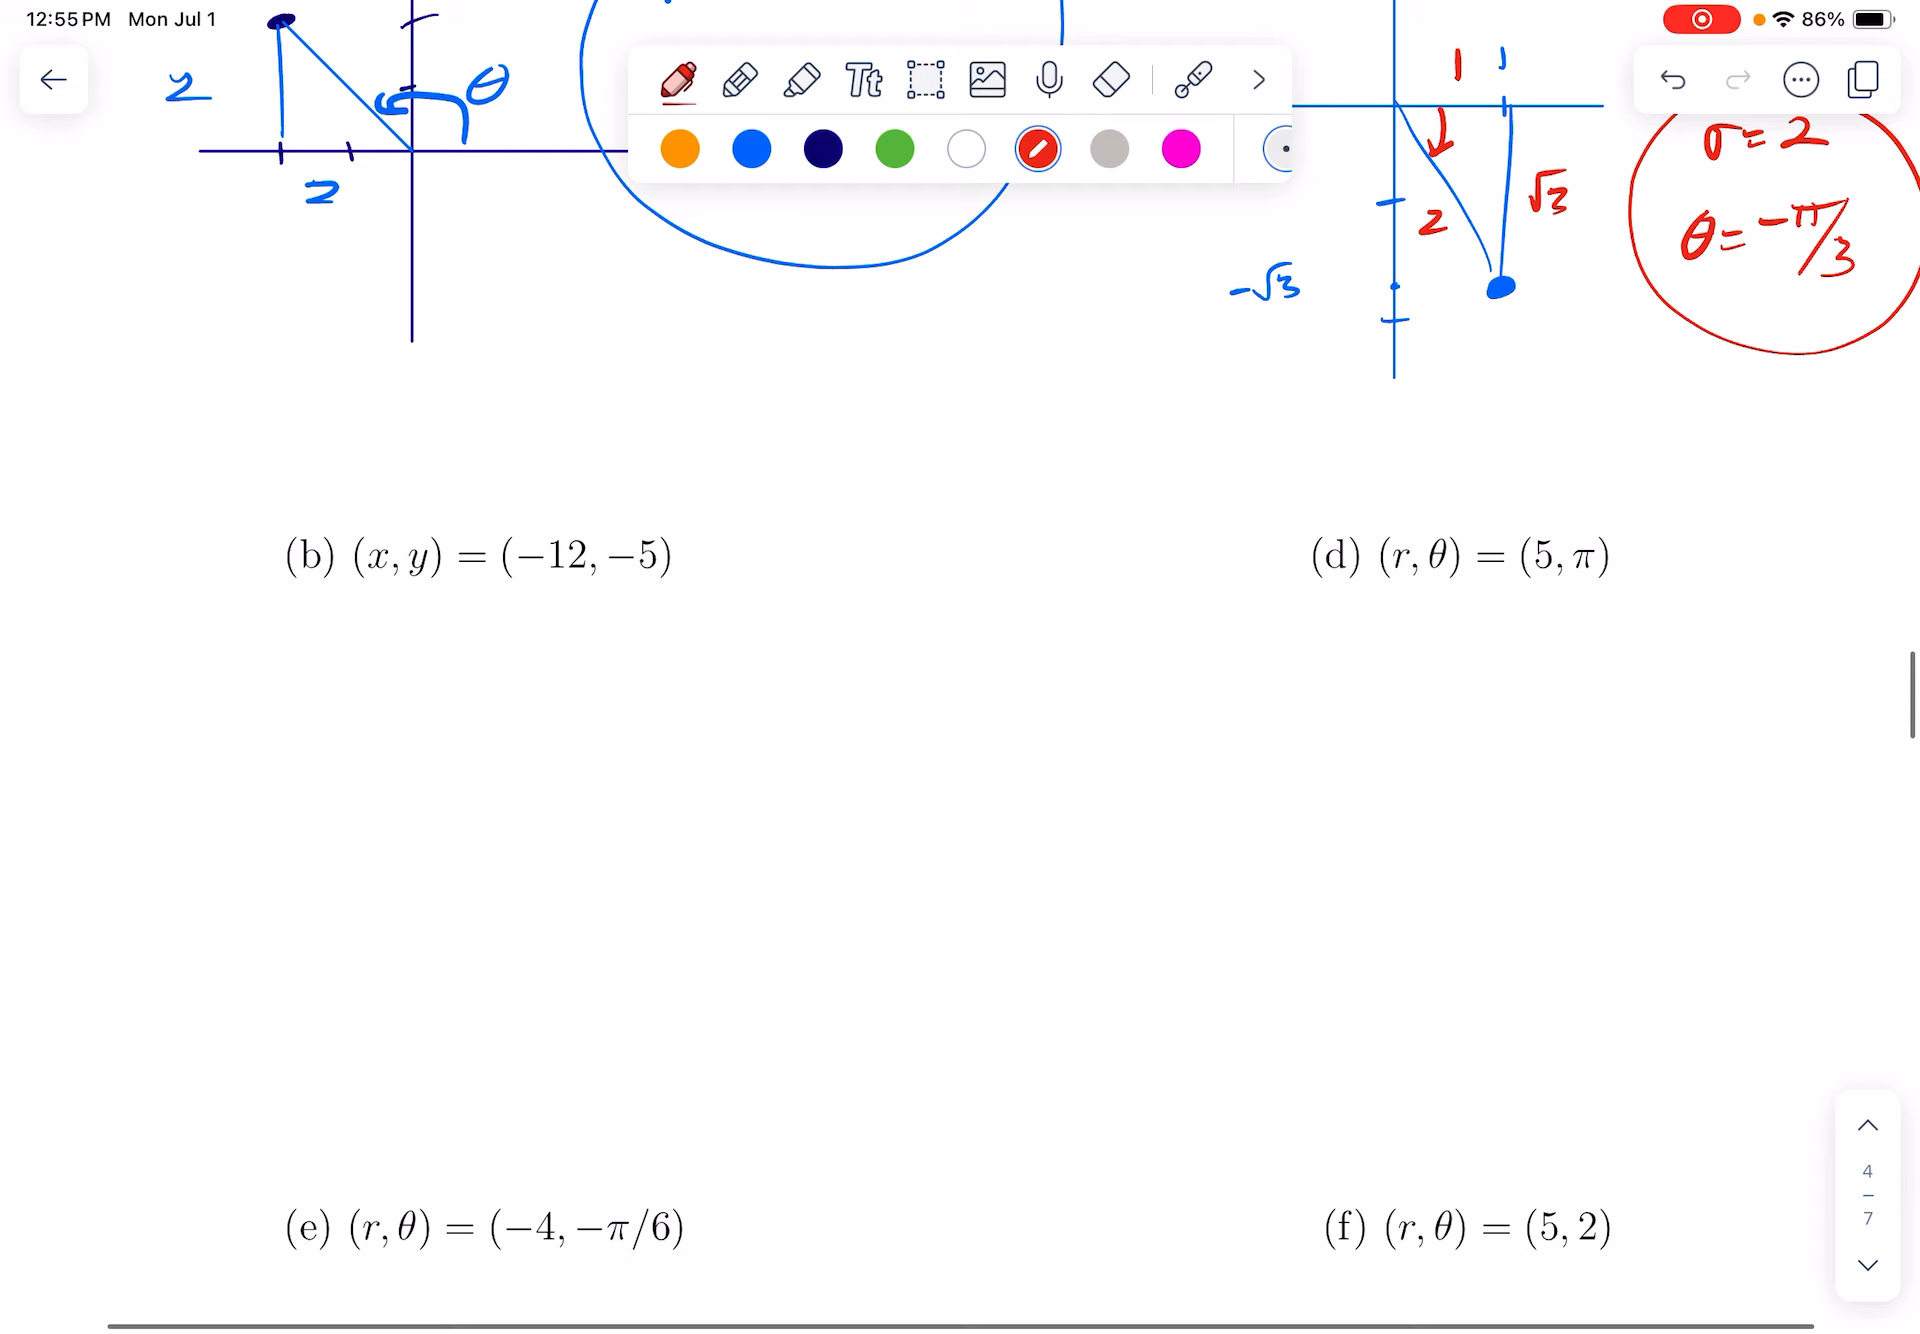 12:55 PM Mon Jul 1
86%
Tt
2
θ
2
1
1
2
√3
-√3
σ = 2
θ = -π/3
(b) (x, y) = (−12, −5)
(d) (r, θ) = (5, π)
(e) (r, θ) = (−4, −π/6)
(f) (r, θ) = (5, 2)
4
7